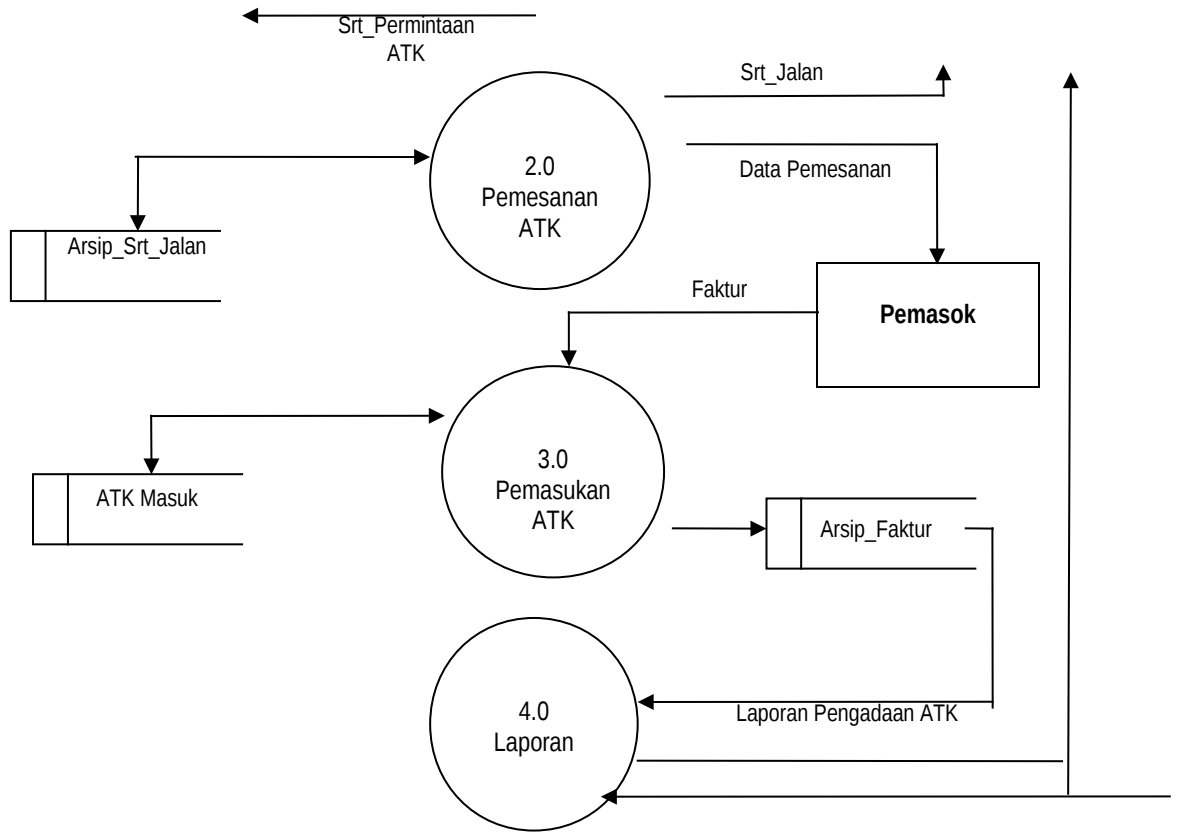 Srt_Permintaan
ATK
Srt_Jalan
2.0
Pemesanan
ATK
Data Pemesanan
Arsip_Srt_Jalan
Faktur
Pemasok
3.0
Pemasukan
ATK
ATK Masuk
Arsip_Faktur
4.0
Laporan
Laporan Pengadaan ATK